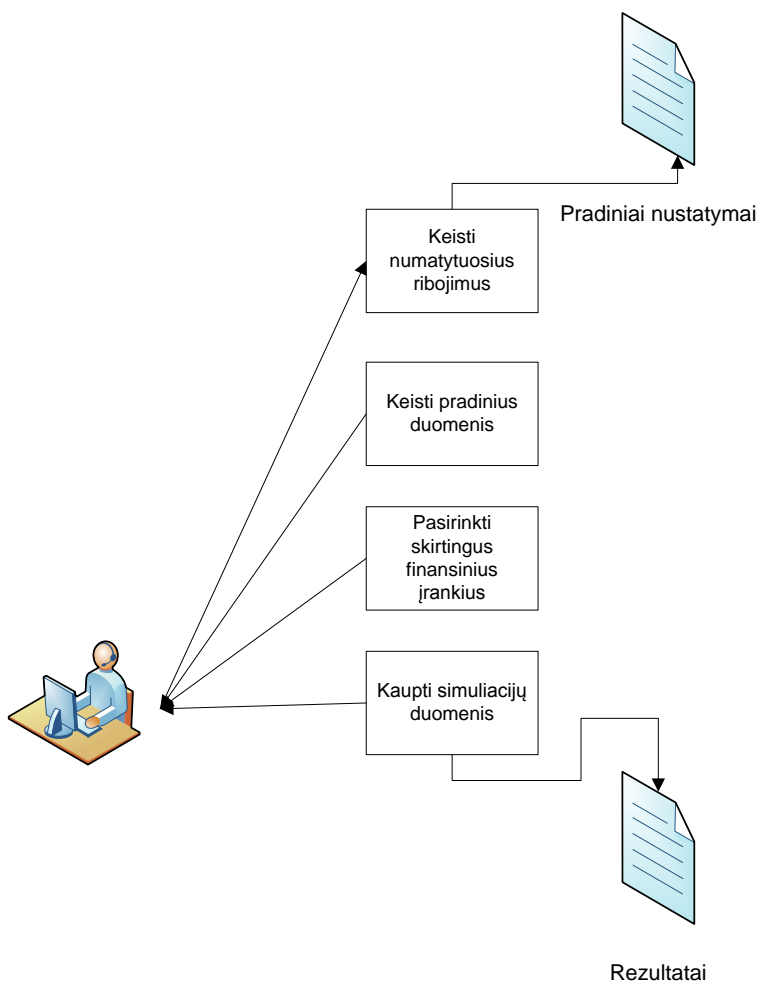 Pradiniai nustatymai
Keisti
numatytuosius
ribojimus
Keisti pradinius
duomenis
Pasirinkti
skirtingus
finansinius
įrankius
Kaupti simuliacijų
duomenis
Rezultatai